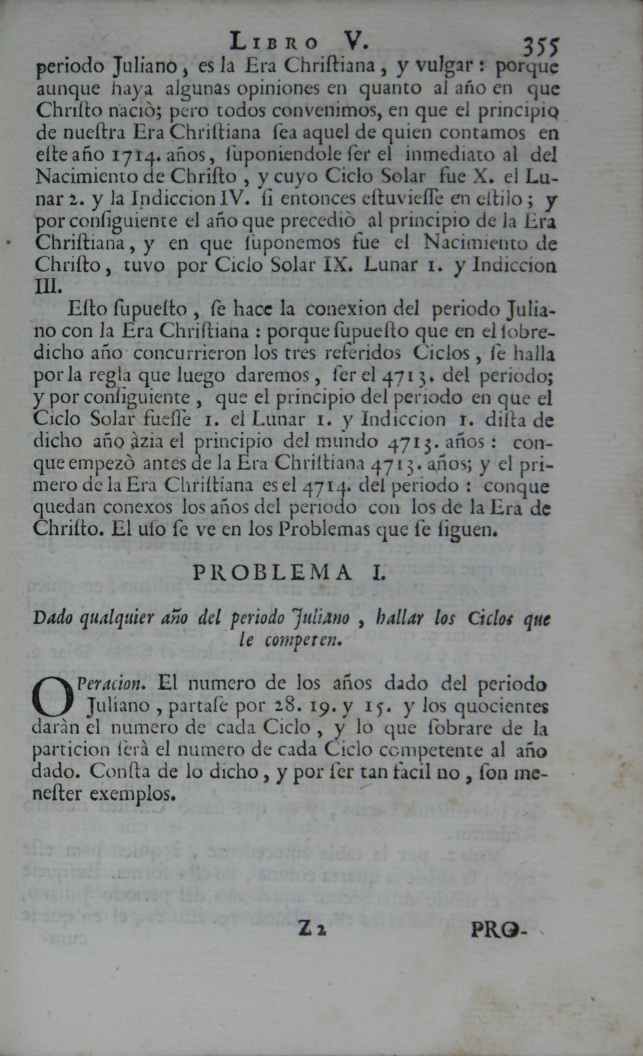 LIBRO V. 355
periodo Juliano, es la Era Chriſtiana, y vulgar: porque
aunque haya algunas opiniones en quanto al año en que
Chriſto naciò; pero todos convenimos, en que el principio
de nueſtra Era Chriſtiana ſea aquel de quien contamos en
eſte año 1714. años, ſuponiendole ſer el inmediato al del
Nacimiento de Chriſto, y cuyo Ciclo Solar fue X. el Lu-
nar 2. y la Indiccion IV. ſi entonces eſtuvieſſe en eſtilo; y
por conſiguiente el año que precediò al principio de la Era
Chriſtiana, y en que ſuponemos fue el Nacimiento de
Chriſto, tuvo por Ciclo Solar IX. Lunar 1. y Indiccion
III.
Eſto ſupueſto, ſe hace la conexion del periodo Julia-
no con la Era Chriſtiana: porque ſupueſto que en el ſobre-
dicho año concurrieron los tres referidos Ciclos, ſe halla
por la regla que luego daremos, ſer el 4713. del periodo;
y por conſiguiente, que el principio del periodo en que el
Ciclo Solar fueſſe 1. el Lunar 1. y Indiccion 1. diſta de
dicho año àzia el principio del mundo 4713. años: con-
que empezò antes de la Era Chriſtiana 4713. años; y el pri-
mero de la Era Chriſtiana es el 4714. del periodo: conque
quedan conexos los años del periodo con los de la Era de
Chriſto. El uſo ſe ve en los Problemas que ſe ſiguen.
PROBLEMA I.
Dado qualquier año del periodo Juliano, hallar los Ciclos que
le competen.
OPeracion. El numero de los años dado del periodo
Juliano, partaſe por 28. 19. y 15. y los quocientes
daràn el numero de cada Ciclo, y lo que ſobrare de la
particion ſerà el numero de cada Ciclo competente al año
dado. Conſta de lo dicho, y por ſer tan facil no, ſon me-
neſter exemplos.
Z 2 PRO-